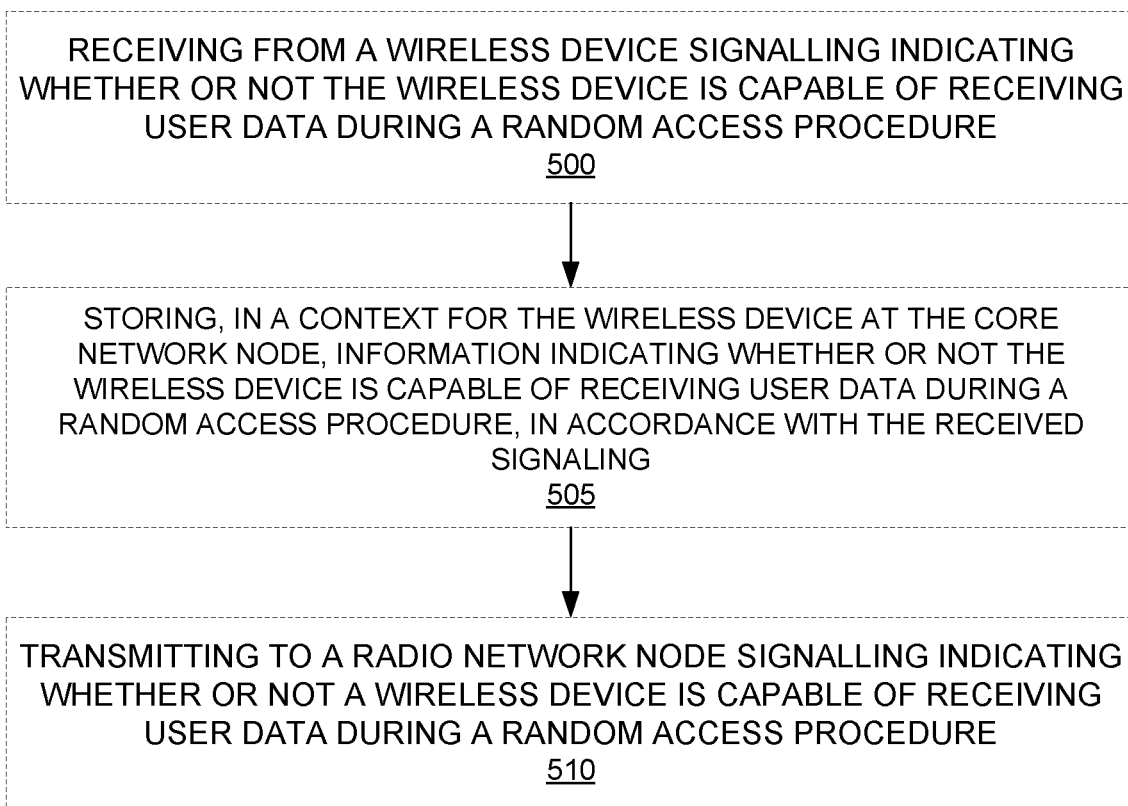 RECEIVING FROM A WIRELESS DEVICE SIGNALLING INDICATING
WHETHER OR NOT THE WIRELESS DEVICE IS CAPABLE OF RECEIVING
USER DATA DURING A RANDOM ACCESS PROCEDURE
500
STORING, IN A CONTEXT FOR THE WIRELESS DEVICE AT THE CORE
NETWORK NODE, INFORMATION INDICATING WHETHER OR NOT THE
WIRELESS DEVICE IS CAPABLE OF RECEIVING USER DATA DURING A
RANDOM ACCESS PROCEDURE, IN ACCORDANCE WITH THE RECEIVED
SIGNALING
505
TRANSMITTING TO A RADIO NETWORK NODE SIGNALLING INDICATING
WHETHER OR NOT A WIRELESS DEVICE IS CAPABLE OF RECEIVING
USER DATA DURING A RANDOM ACCESS PROCEDURE
510